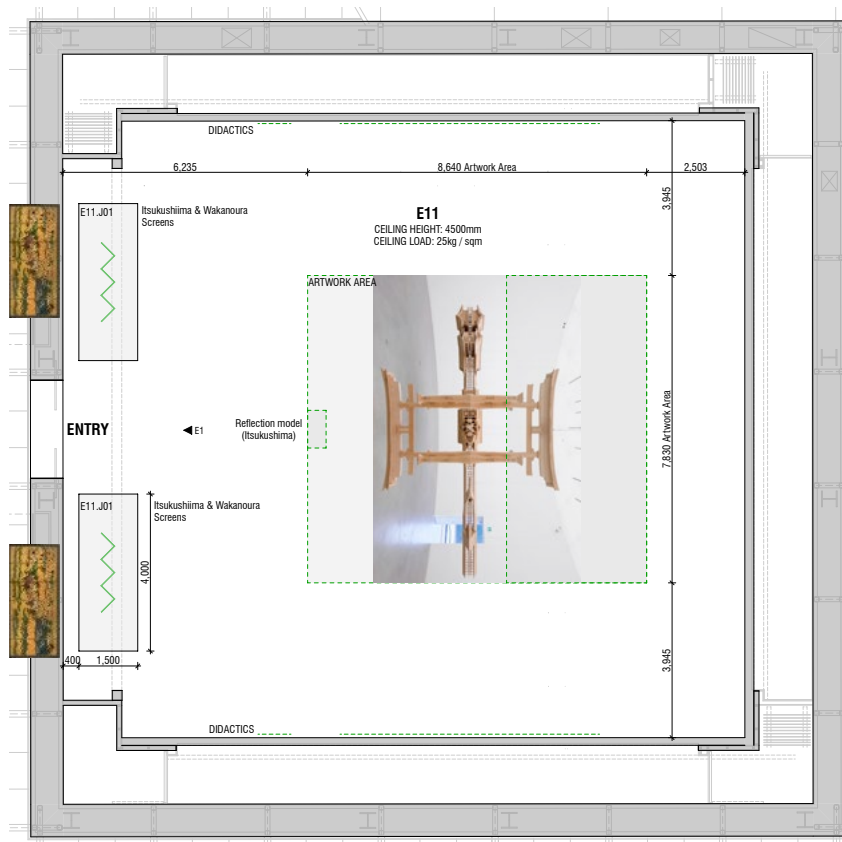 DIDACTICS
6,235
8,640 Artwork Area
2,503
3,945
E11.J01
Itsukushiima & Wakanoura
Screens
E11
CEILING HEIGHT: 4500mm
CEILING LOAD: 25kg / sqm
ARTWORK AREA
ENTRY
E1
Reflection model
(Itsukushima)
7,830 Artwork Area
E11.J01
Itsukushiima & Wakanoura
Screens
4,000
400
1,500
3,945
DIDACTICS